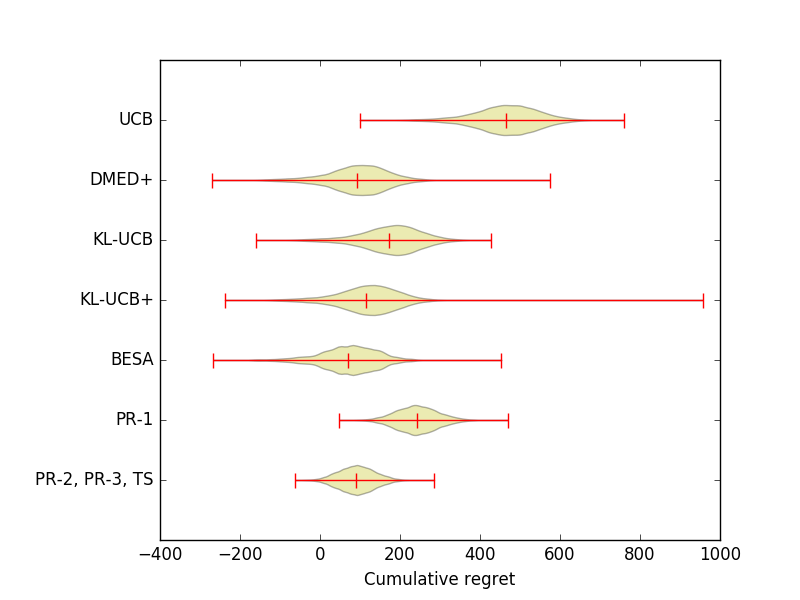 UCB
DMED+
KL-UCB
KL-UCB+
BESA
PR-1
PR-2, PR-3, TS
−400 −200 0 200 400 600 800 1000
Cumulative regret